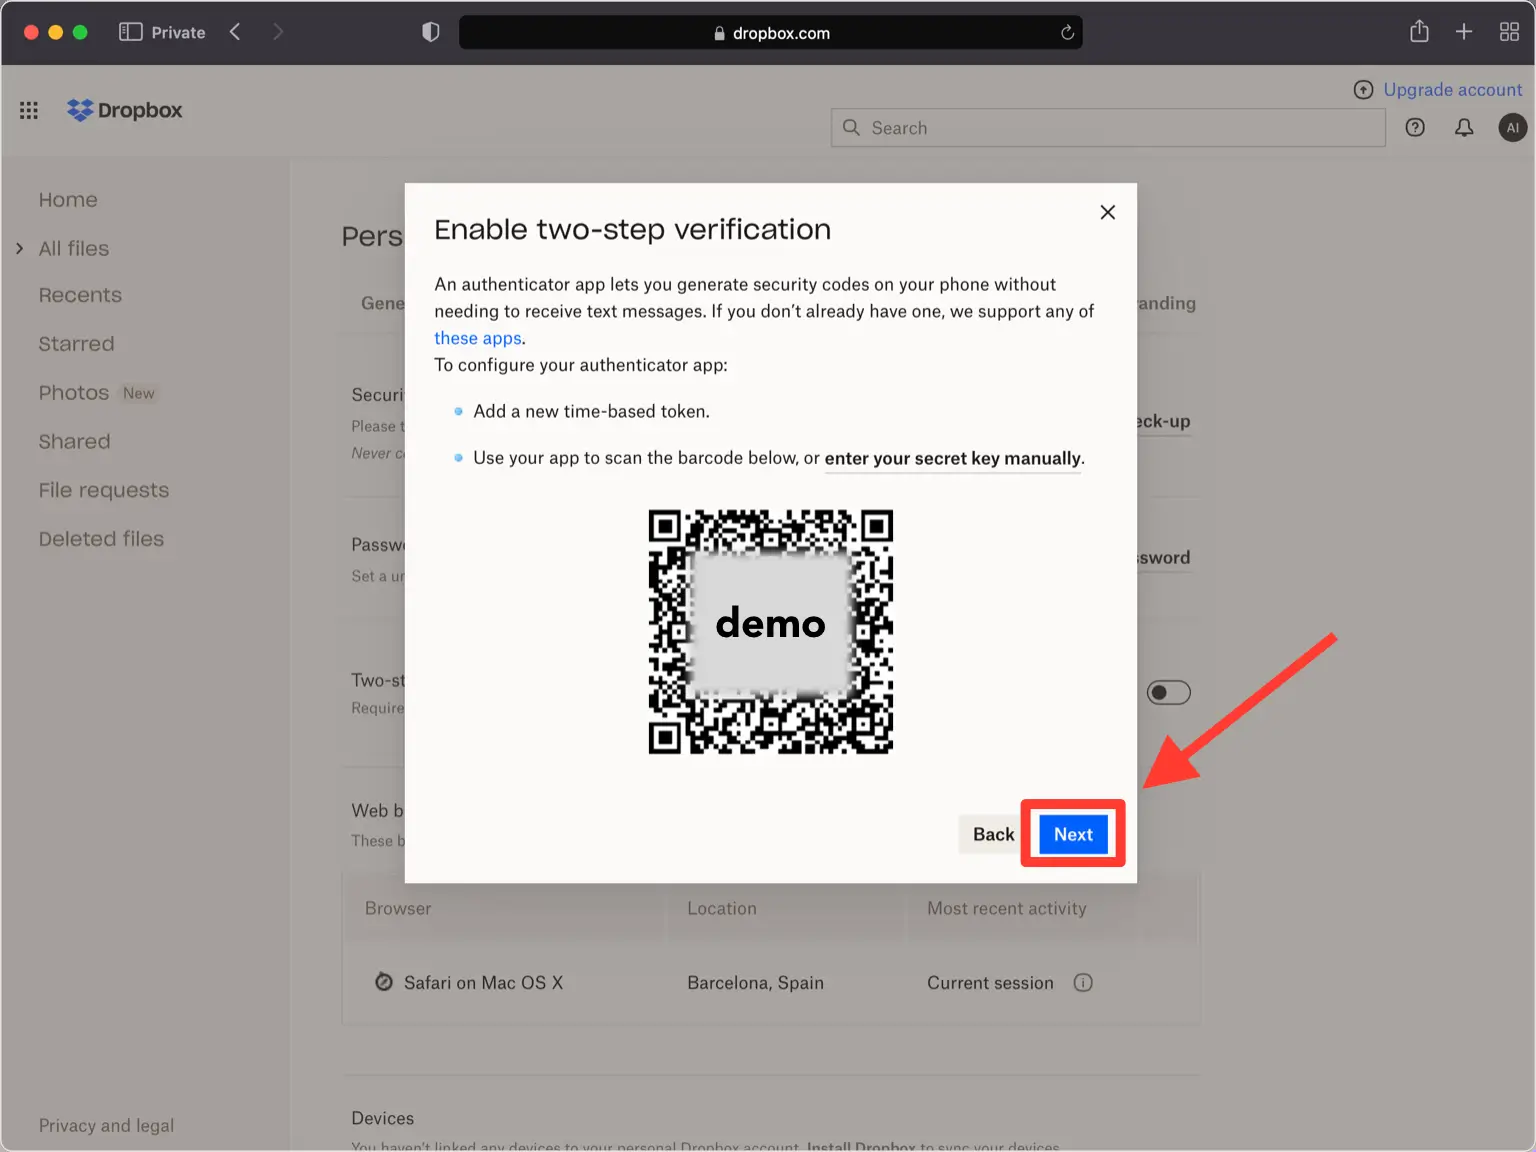 Private
dropbox.com
Upgrade account
Dropbox
Search
AI
Home
All files
Recents
Starred
Photos New
Shared
File requests
Deleted files
Privacy and legal
Pers
Gene
anding
Securi
Please t
Never c
eck-up
Passw
Set a u
ssword
Two-st
Require
Web b
These b
Enable two-step verification
An authenticator app lets you generate security codes on your phone without
needing to receive text messages. If you don’t already have one, we support any of
these apps.
To configure your authenticator app:
Add a new time-based token.
Use your app to scan the barcode below, or enter your secret key manually.
demo
Back Next
Browser Location Most recent activity
Safari on Mac OS X Barcelona, Spain Current session
Devices
You haven't linked any devices to your personal Dropbox account. Install Dropbox to sync your devices.